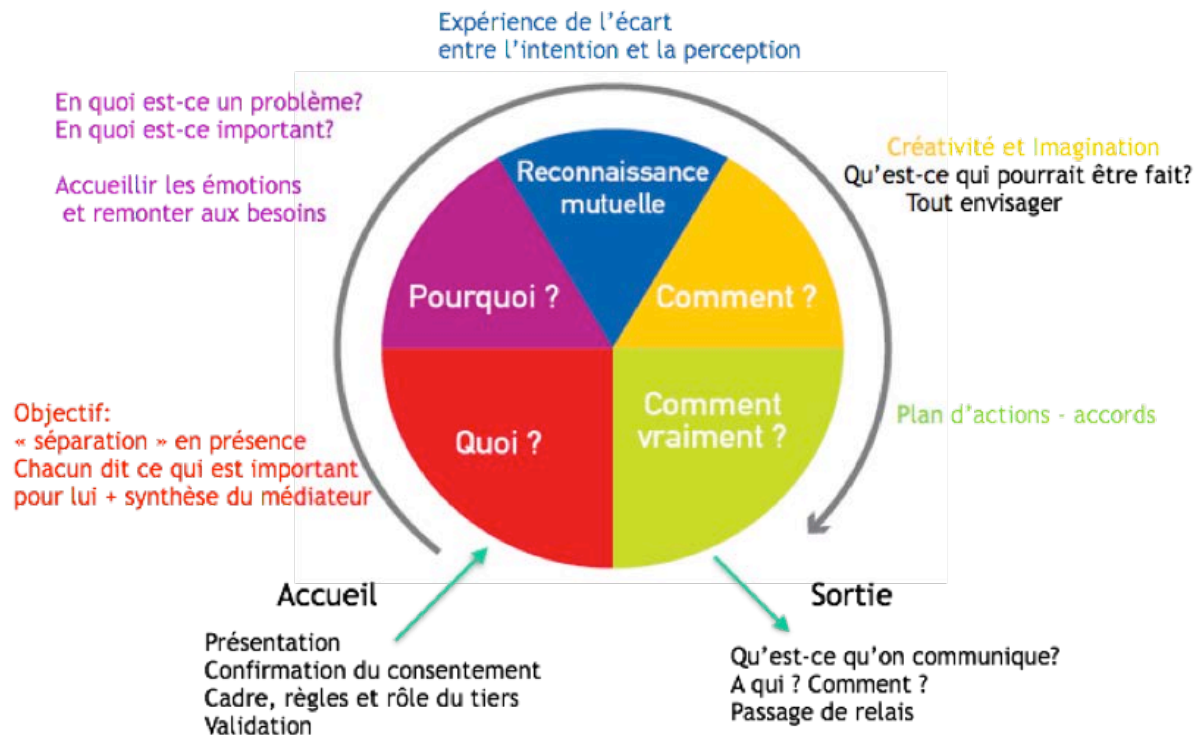 Expérience de l'écart
entre l'intention et la perception
En quoi est-ce un problème?
En quoi est-ce important?
Accueillir les émotions
et remonter aux besoins
Reconnaissance
mutuelle
Créativité et Imagination
Qu'est-ce qui pourrait être fait?
Tout envisager
Pourquoi ?
Comment ?
Objectif:
« séparation » en présence
Chacun dit ce qui est important
pour lui + synthèse du médiateur
Quoi ?
Comment
vraiment ?
Plan d'actions - accords
Accueil
Présentation
Confirmation du consentement
Cadre, règles et rôle du tiers
Validation
Sortie
Qu'est-ce qu'on communique?
A qui ? Comment ?
Passage de relais